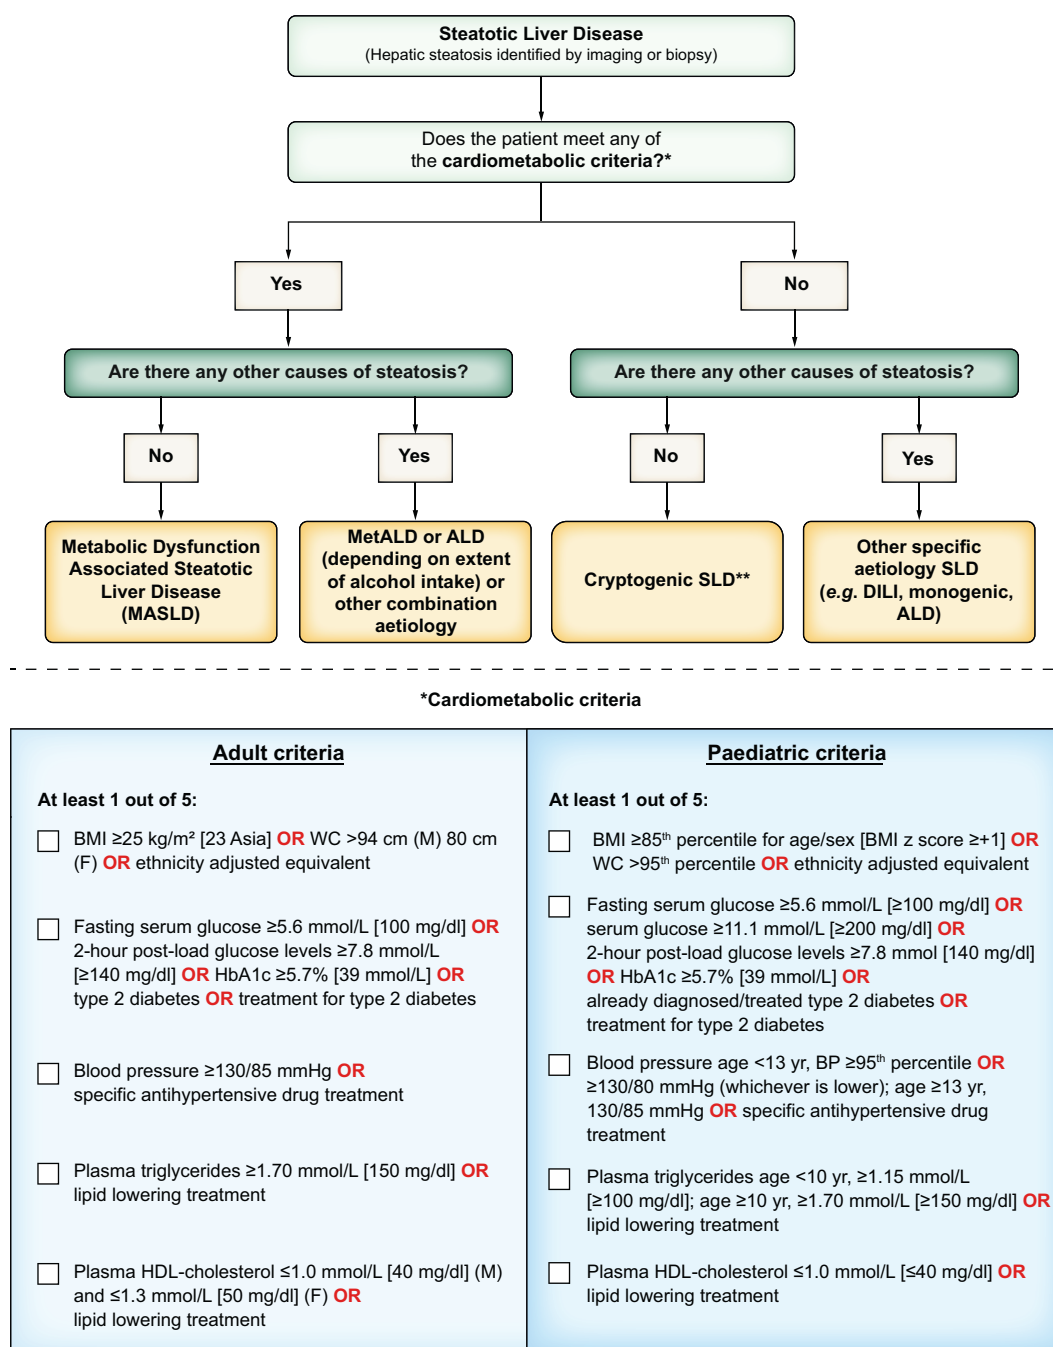 Steatotic Liver Disease
(Hepatic steatosis identified by imaging or biopsy)
Does the patient meet any of
the cardiometabolic criteria?*
Yes
No
Are there any other causes of steatosis?
Are there any other causes of steatosis?
No
Yes
No
Yes
Metabolic Dysfunction
Associated Steatotic
Liver Disease
(MASLD)
MetALD or ALD
(depending on extent
of alcohol intake) or
other combination
aetiology
Cryptogenic SLD**
Other specific
aetiology SLD
(e.g. DILI, monogenic,
ALD)
*Cardiometabolic criteria
Adult criteria
At least 1 out of 5:
BMI ≥25 kg/m² [23 Asia] OR WC >94 cm (M) 80 cm
(F) OR ethnicity adjusted equivalent
Fasting serum glucose ≥5.6 mmol/L [100 mg/dl] OR
2-hour post-load glucose levels ≥7.8 mmol/L
[≥140 mg/dl] OR HbA1c ≥5.7% [39 mmol/L] OR
type 2 diabetes OR treatment for type 2 diabetes
Blood pressure ≥130/85 mmHg OR
specific antihypertensive drug treatment
Plasma triglycerides ≥1.70 mmol/L [150 mg/dl] OR
lipid lowering treatment
Plasma HDL-cholesterol ≤1.0 mmol/L [40 mg/dl] (M)
and ≤1.3 mmol/L [50 mg/dl] (F) OR
lipid lowering treatment
Paediatric criteria
At least 1 out of 5:
BMI ≥85th percentile for age/sex [BMI z score ≥+1] OR
WC >95th percentile OR ethnicity adjusted equivalent
Fasting serum glucose ≥5.6 mmol/L [≥100 mg/dl] OR
serum glucose ≥11.1 mmol/L [≥200 mg/dl] OR
2-hour post-load glucose levels ≥7.8 mmol [140 mg/dl]
OR HbA1c ≥5.7% [39 mmol/L] OR
already diagnosed/treated type 2 diabetes OR
treatment for type 2 diabetes
Blood pressure age <13 yr, BP ≥95th percentile OR
≥130/80 mmHg (whichever is lower); age ≥13 yr,
130/85 mmHg OR specific antihypertensive drug
treatment
Plasma triglycerides age <10 yr, ≥1.15 mmol/L
[≥100 mg/dl]; age ≥10 yr, ≥1.70 mmol/L [≥150 mg/dl] OR
lipid lowering treatment
Plasma HDL-cholesterol ≤1.0 mmol/L [≤40 mg/dl] OR
lipid lowering treatment